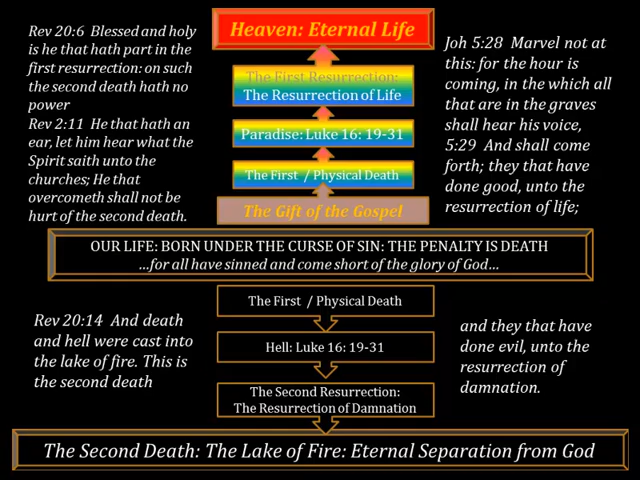 Heaven: Eternal Life
Rev 20:6 Blessed and holy
is he that hath part in the
first resurrection: on such
the second death hath no
power
Rev 2:11 He that hath an
ear, let him hear what the
Spirit saith unto the
churches; He that
overcometh shall not be
hurt of the second death.
The First Resurrection:
The Resurrection of Life
Paradise: Luke 16: 19-31
The First / Physical Death
The Gift of the Gospel
Joh 5:28 Marvel not at
this: for the hour is
coming, in the which all
that are in the graves
shall hear his voice,
5:29 And shall come
forth; they that have
done good, unto the
resurrection of life;
OUR LIFE: BORN UNDER THE CURSE OF SIN: THE PENALTY IS DEATH
…for all have sinned and come short of the glory of God…
Rev 20:14 And death
and hell were cast into
the lake of fire. This is
the second death
The First / Physical Death
Hell: Luke 16: 19-31
The Second Resurrection:
The Resurrection of Damnation
and they that have
done evil, unto the
resurrection of
damnation.
The Second Death: The Lake of Fire: Eternal Separation from God